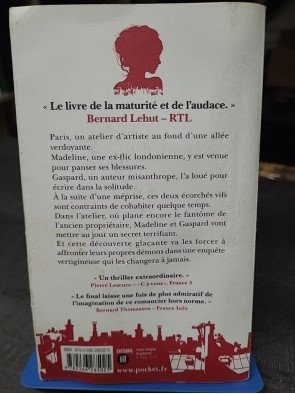 « Le livre de la maturité et de l'audace. »
Bernard Lehut – RTL
Paris, un atelier d'artiste au fond d'une allée
verdoyante.
Madeline, une ex-flic londonienne, y est venue
pour panser ses blessures.
Gaspard, un auteur misanthrope, l'a loué pour
écrire dans la solitude.
À la suite d'une méprise, ces deux écorchés vifs
sont contraints de cohabiter quelque temps.
Dans l'atelier, où plane encore le fantôme de
l'ancien propriétaire, Madeline et Gaspard vont
mettre au jour un secret terrifiant.
Et cette découverte glaçante va les forcer à
affronter leurs propres démons dans une enquête
vertigineuse qui les changera à jamais.
« Un thriller extraordinaire. »
Pierre Lescure – « C à vous », France 5
« Le final laisse une fois de plus admiratif de
l'imagination de ce romancier hors norme. »
Bernard Thomasson – France Info
www.pocket.fr